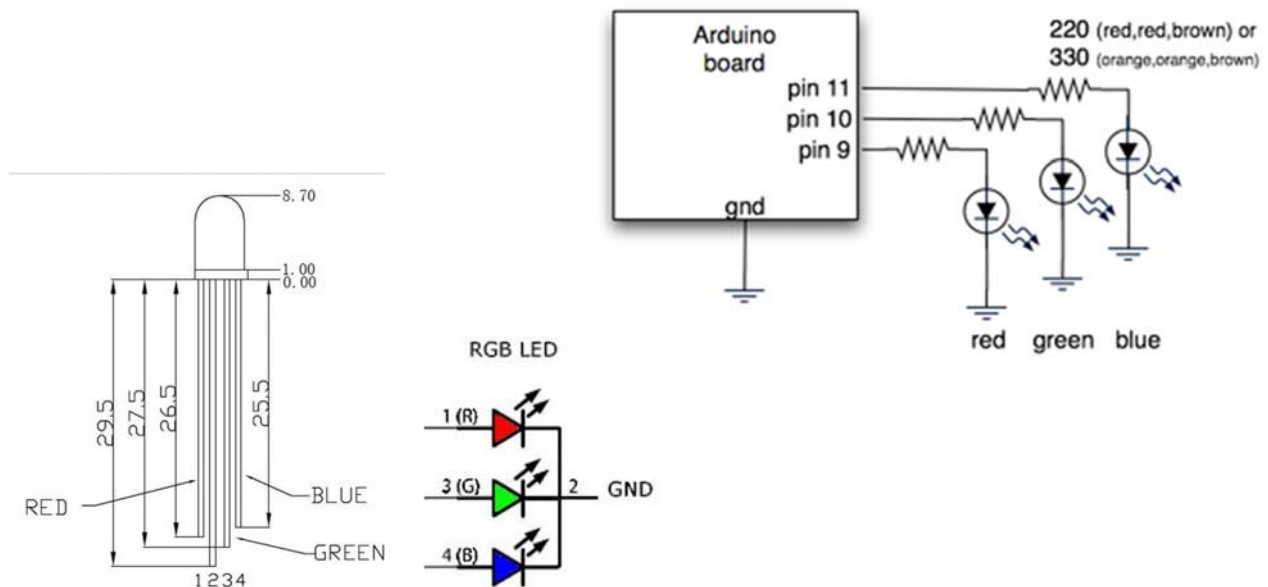 Arduino
board
pin 11
pin 10
pin 9
gnd
220 (red,red,brown) or
330 (orange,orange,brown)
red green blue
8.70
1.00
0.00
29.5
27.5
26.5
25.5
RED
BLUE
GREEN
1234
RGB LED
1 (R)
3 (G)
2 GND
4 (B)